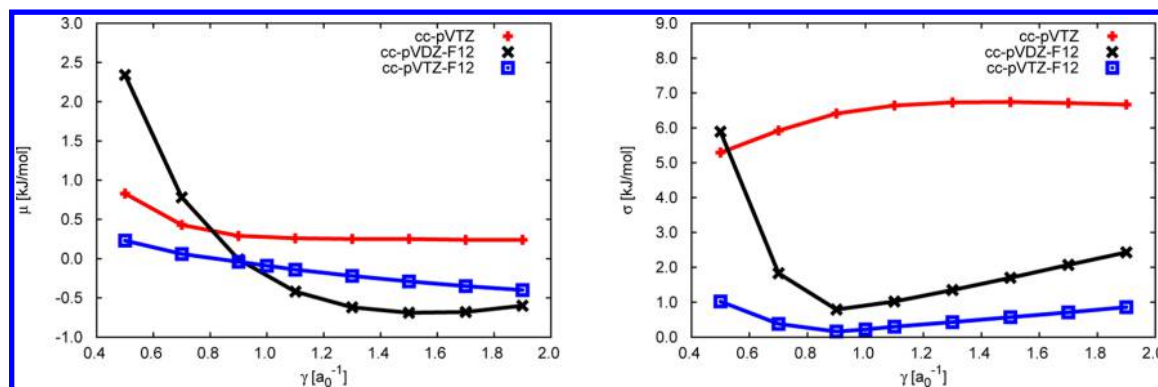 3.0
2.5
2.0
1.5
1.0
0.5
0.0
-0.5
-1.0
μ [kJ/mol]
cc-pVTZ
cc-pVDZ-F12
cc-pVTZ-F12
0.4 0.6 0.8 1.0 1.2 1.4 1.6 1.8 2.0
γ [a₀⁻¹]
9.0
8.0
7.0
6.0
5.0
4.0
3.0
2.0
1.0
0.0
σ [kJ/mol]
cc-pVTZ
cc-pVDZ-F12
cc-pVTZ-F12
0.4 0.6 0.8 1.0 1.2 1.4 1.6 1.8 2.0
γ [a₀⁻¹]